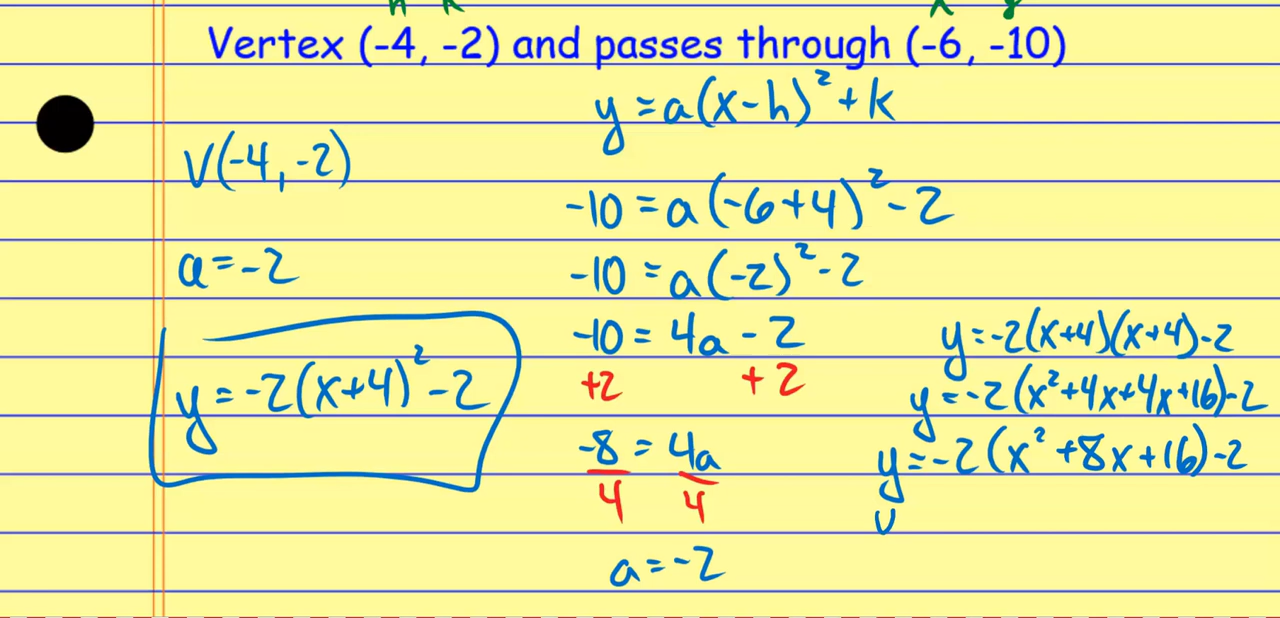 h k x y
Vertex (-4, -2) and passes through (-6, -10)
y = a(x-h)² + k
V(-4, -2)
-10 = a(-6+4)² - 2
a = -2
-10 = a(-2)² - 2
-10 = 4a - 2
+2 +2
y = -2(x+4)² - 2
-8 = 4a
4 4
a = -2
y = -2(x+4)(x+4) - 2
y = -2(x² + 4x + 4x + 16) - 2
y = -2(x² + 8x + 16) - 2